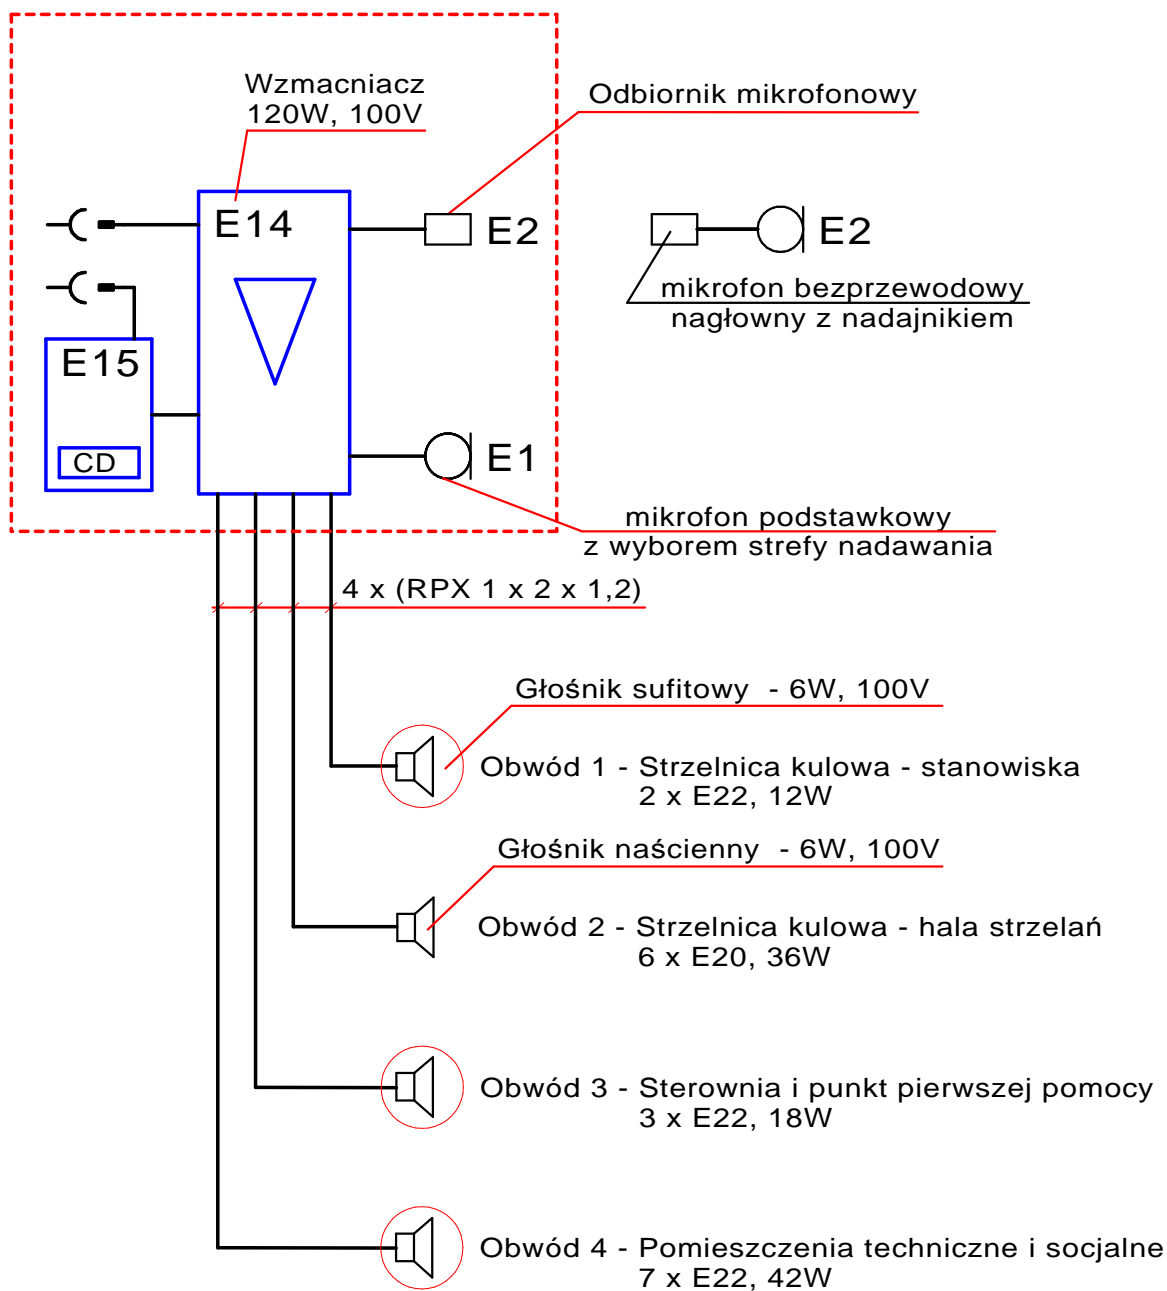 Wzmacniacz
120W, 100V
Odbiornik mikrofonowy
E14
E2
E2
mikrofon bezprzewodowy
nagłowny z nadajnikiem
E15
CD
E1
mikrofon podstawkowy
z wyborem strefy nadawania
4 x (RPX 1 x 2 x 1,2)
Głośnik sufitowy - 6W, 100V
Obwód 1 - Strzelnica kulowa - stanowiska
2 x E22, 12W
Głośnik naścienny - 6W, 100V
Obwód 2 - Strzelnica kulowa - hala strzelań
6 x E20, 36W
Obwód 3 - Sterownia i punkt pierwszej pomocy
3 x E22, 18W
Obwód 4 - Pomieszczenia techniczne i socjalne
7 x E22, 42W